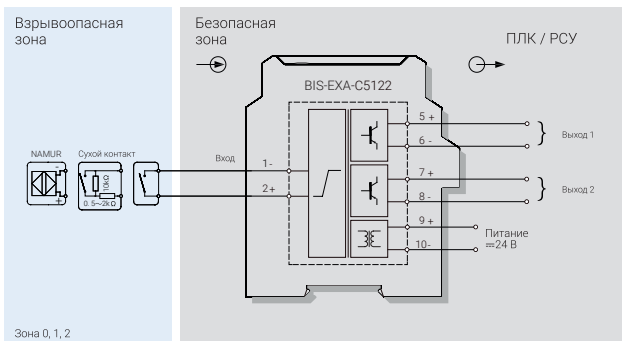 Взрывоопасная
зона
Безопасная
зона
ПЛК / РСУ
BIS-EXA-C5122
NAMUR
Сухой контакт
10kΩ
0. 5~2kΩ
-
+
Вход
1 -
2 +
5 +
6 -
7 +
8 -
9 +
10-
Выход 1
Выход 2
Питание
⎓24 В
Зона 0, 1, 2